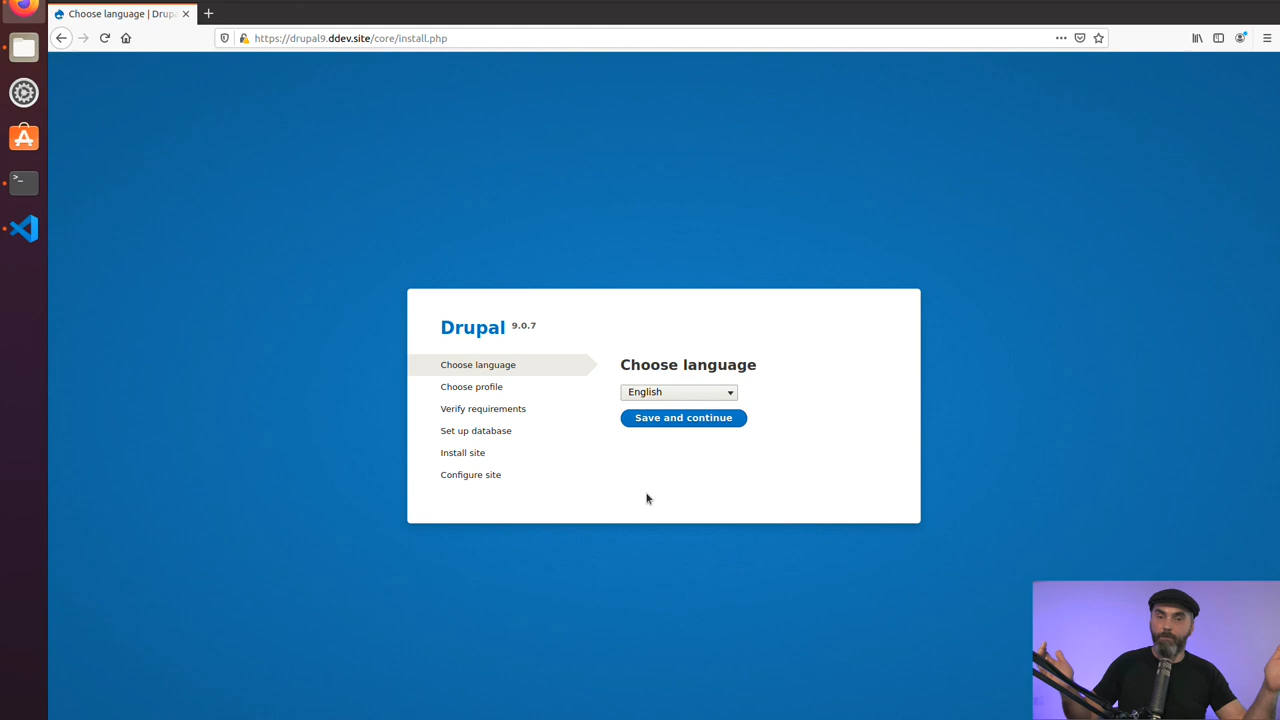 Choose language | Drupa
https://drupal9.ddev.site/core/install.php
Drupal 9.0.7
Choose language
Choose profile
Verify requirements
Set up database
Install site
Configure site
Choose language
English
Save and continue